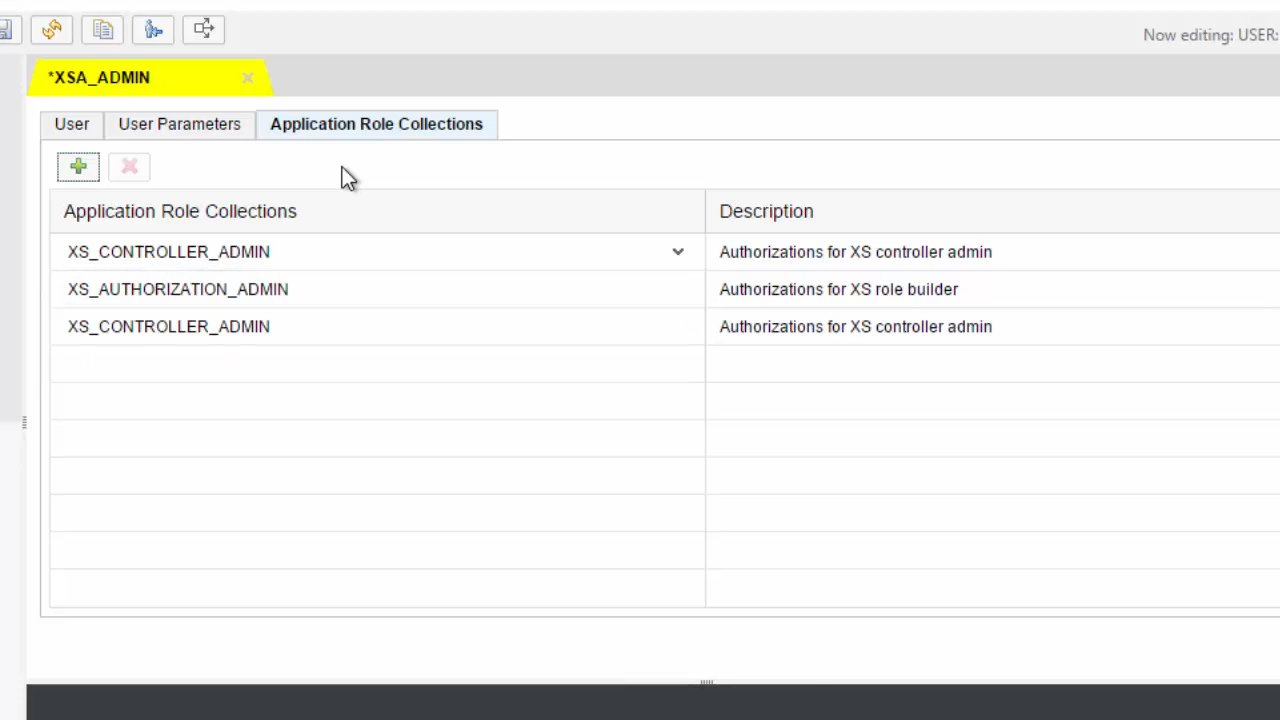 Now editing: USER:
*XSA_ADMIN
User
User Parameters
Application Role Collections
Application Role Collections
Description
XS_CONTROLLER_ADMIN
Authorizations for XS controller admin
XS_AUTHORIZATION_ADMIN
Authorizations for XS role builder
XS_CONTROLLER_ADMIN
Authorizations for XS controller admin